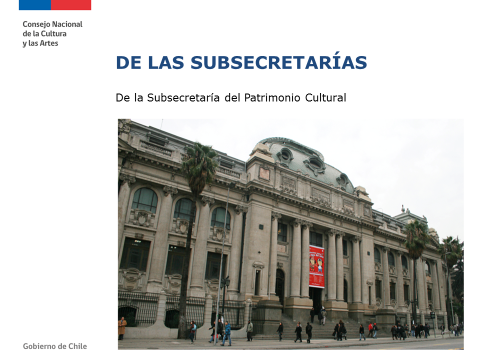 Consejo Nacional
de la Cultura
y las Artes
DE LAS SUBSECRETARÍAS
De la Subsecretaría del Patrimonio Cultural
Gobierno de Chile